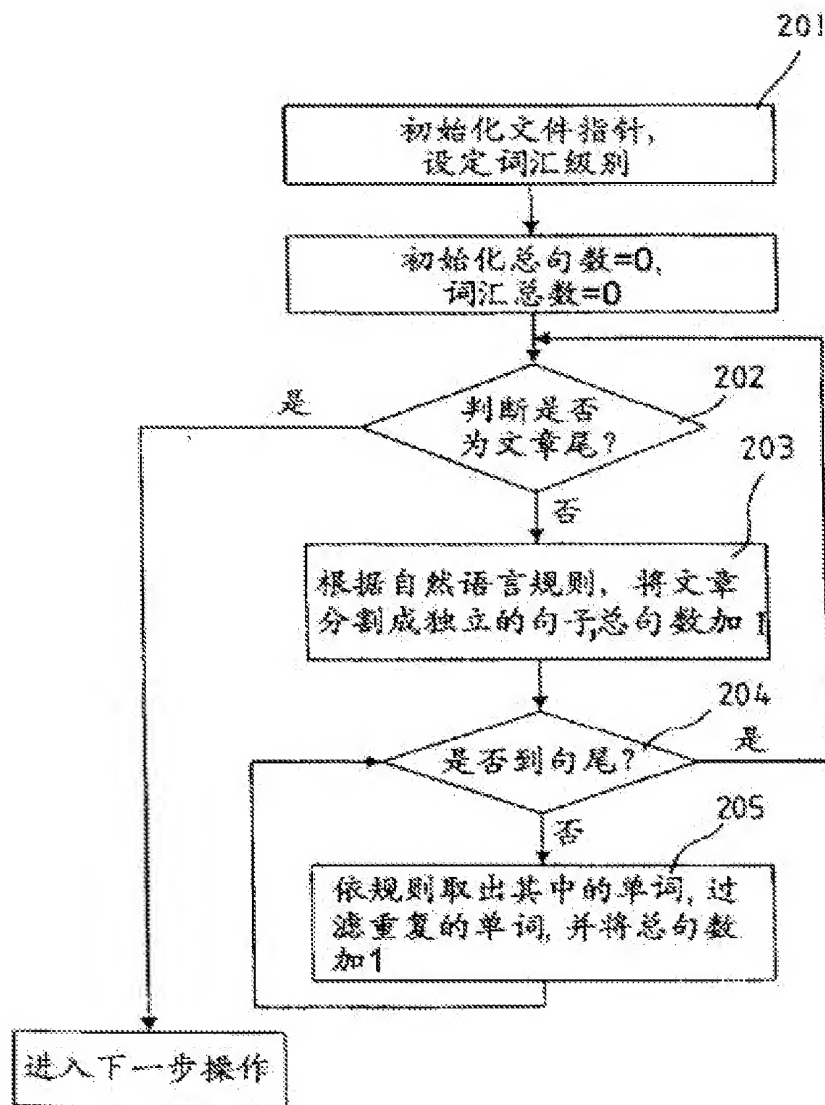 201
初始化文件指针,
设定词汇级别
初始化总句数=0,
词汇总数=0
202
是
判断是否
为文章尾?
203
否
根据自然语言规则, 将文章
分割成独立的句子,总句数加1
204
是否到句尾?
是
否
205
依规则取出其中的单词, 过
滤重复的单词, 并将总句数
加1
进入下一步操作